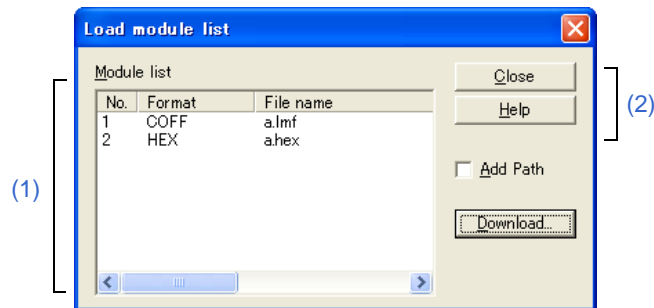 Load module list
Module list
No. Format File name
1 COFF a.lmf
2 HEX a.hex
Close
Help
Add Path
Download...
(1)
(2)